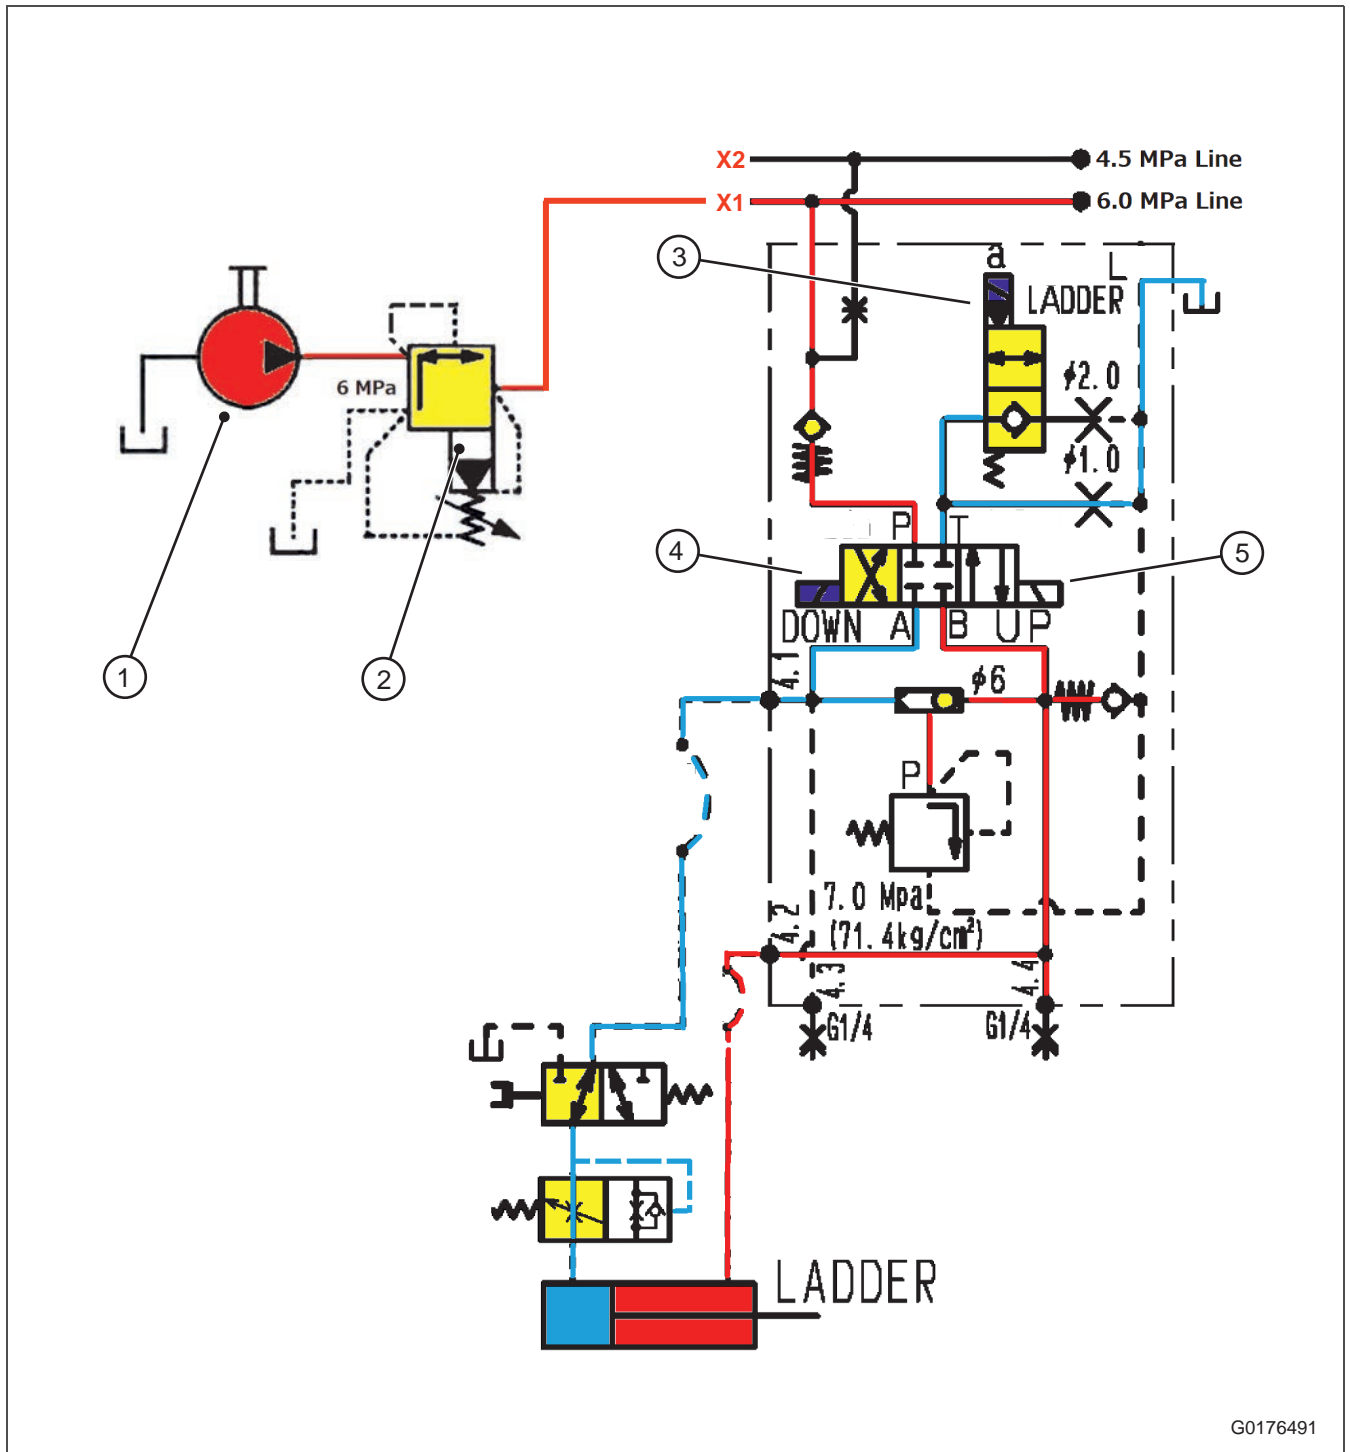 X2
4.5 MPa Line
X1
6.0 MPa Line
3
a
L
LADDER
6 MPa
ϕ2.0
ϕ1.0
4
P
T
5
DOWN
A
B
UP
1
2
4.1
ϕ6
P
7.0 Mpa
(71.4kg/cm²)
4.2
4.3
4.4
G1/4
G1/4
LADDER
G0176491